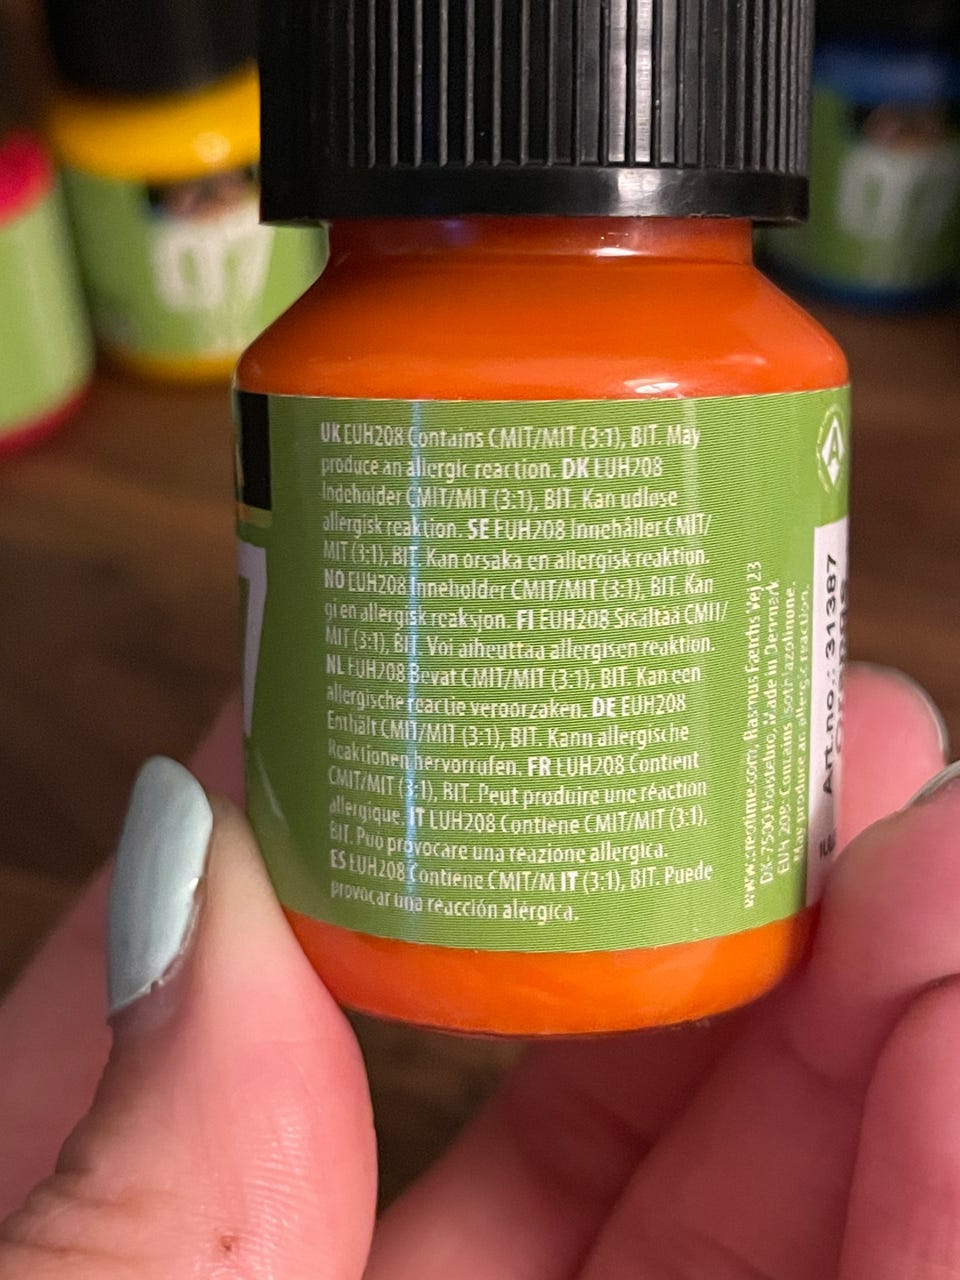 UK EUH208 Contains CMIT/MIT (3:1), BIT. May
produce an allergic reaction. DK EUH208
Indeholder CMIT/MIT (3:1), BIT. Kan udløse
allergisk reaktion. SE EUH208 Innehåller CMIT/
MIT (3:1), BIT. Kan orsaka en allergisk reaktion.
NO EUH208 Inneholder CMIT/MIT (3:1), BIT. Kan
gi en allergisk reaksjon. FI EUH208 Sisältää CMIT/
MIT (3:1), BIT. Voi aiheuttaa allergisen reaktion.
NL EUH208 Bevat CMIT/MIT (3:1), BIT. Kan een
allergische reactie veroorzaken. DE EUH208
Enthält CMIT/MIT (3:1), BIT. Kann allergische
Reaktionen hervorrufen. FR EUH208 Contient
CMIT/MIT (3:1), BIT. Peut produire une réaction
allergique. IT EUH208 Contiene CMIT/MIT (3:1),
BIT. Può provocare una reazione allergica.
ES EUH208 Contiene CMIT/M IT (3:1), BIT. Puede
provocar una reacción alérgica.
www.creotime.com, Rasmus Færchs Vej 23
DK-7500 Holstebro, Made in Denmark
EUH 208: Contains isothiazolinone.
May produce an allergic reaction.
Art.no.: 31387
A